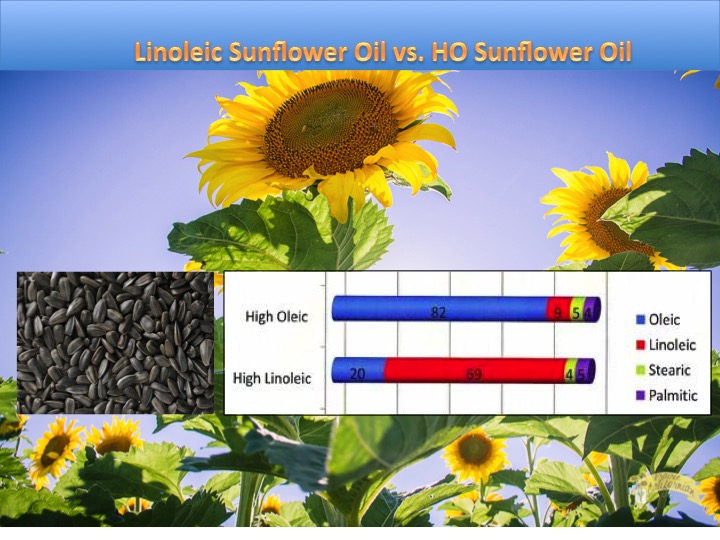 Linoleic Sunflower Oil vs. HO Sunflower Oil
High Oleic
82 9 5 4
High Linoleic
20 69 4 5
Oleic
Linoleic
Stearic
Palmitic